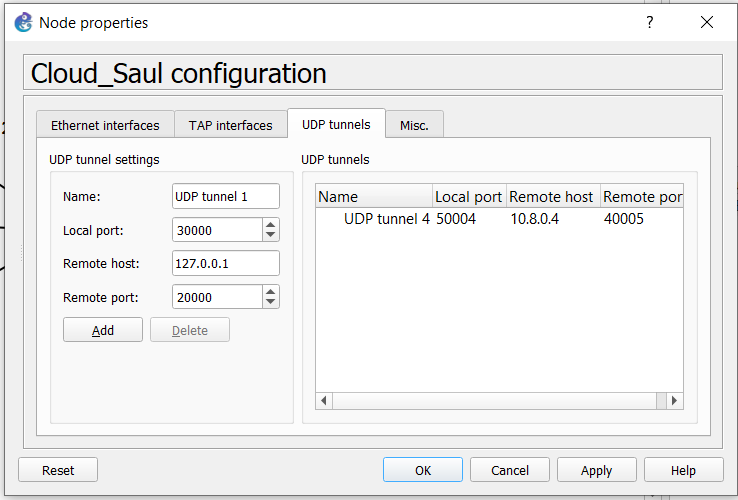 Node properties
?
Cloud_Saul configuration
Ethernet interfaces TAP interfaces UDP tunnels Misc.
UDP tunnel settings
Name: UDP tunnel 1
Local port: 30000
Remote host: 127.0.0.1
Remote port: 20000
Add Delete
UDP tunnels
Name Local port Remote host Remote por
UDP tunnel 4 50004 10.8.0.4 40005
Reset OK Cancel Apply Help